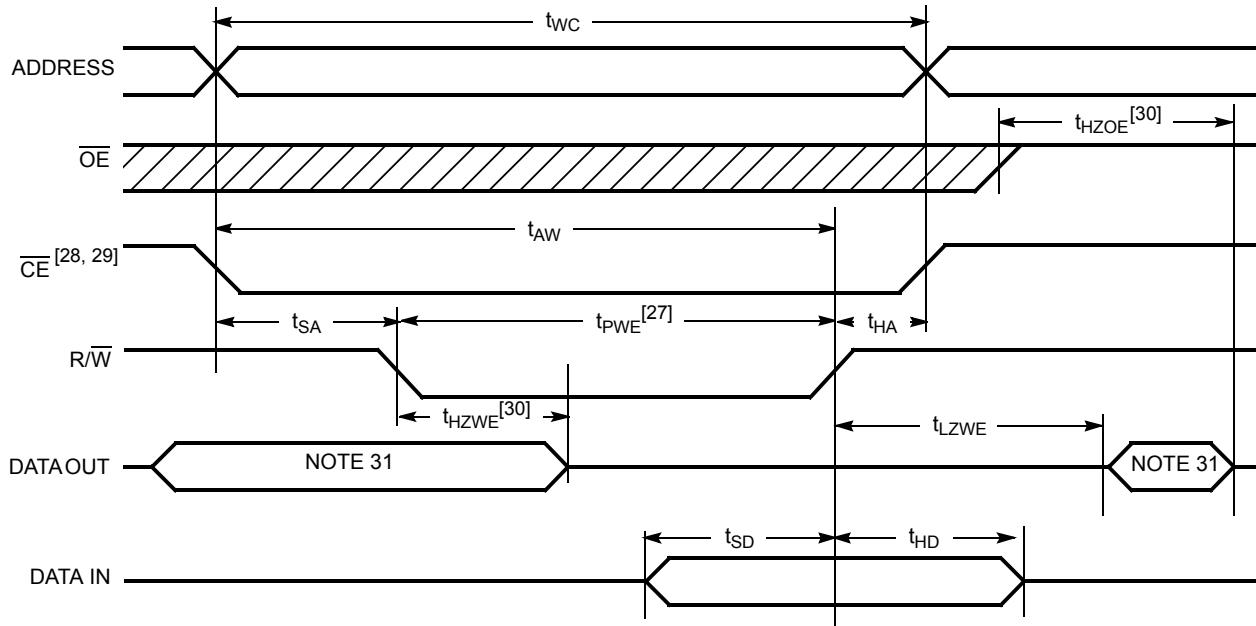 tWC
ADDRESS
tHZOE[30]
OE
tAW
CE [28, 29]
tSA
tPWE[27]
tHA
R/W
tHZWE[30]
tLZWE
DATA OUT
NOTE 31
NOTE 31
tSD
tHD
DATA IN